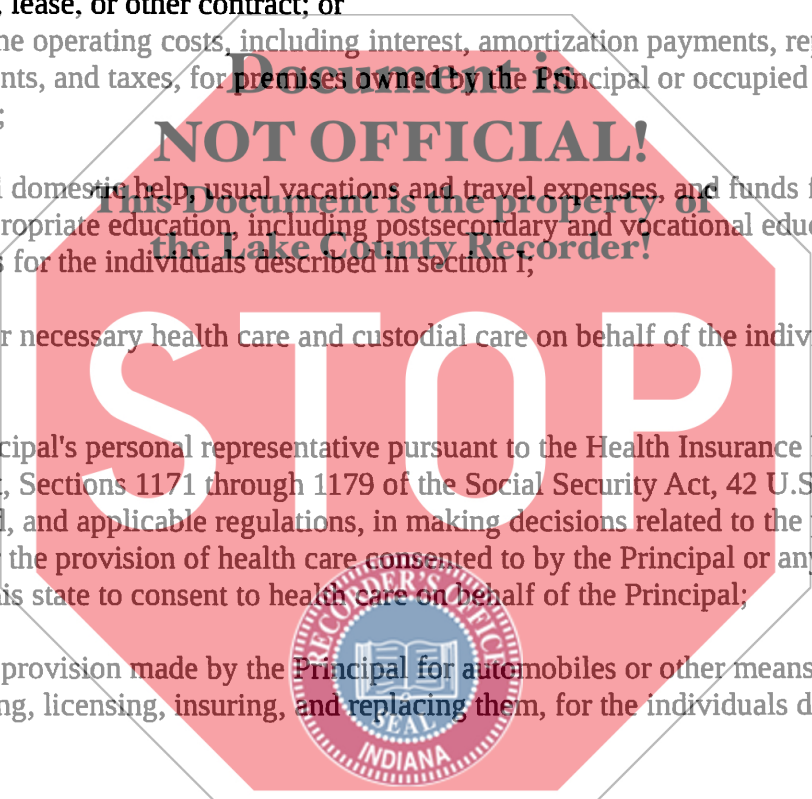 , lease, or other contract; or
he operating costs, including interest, amortization payments, rep
nts, and taxes, for premises owned by the Principal or occupied
;
Document is
NOT OFFICIAL!
This Document is the property of
the Lake County Recorder!
l domestic help, usual vacations and travel expenses, and funds f
ropriate education, including postsecondary and vocational educ
s for the individuals described in section I;
r necessary health care and custodial care on behalf of the indiv
STOP
cipal's personal representative pursuant to the Health Insurance
, Sections 1171 through 1179 of the Social Security Act, 42 U.S
d, and applicable regulations, in making decisions related to the
r the provision of health care consented to by the Principal or any
is state to consent to health care on behalf of the Principal;
RECORDER'S OFFICE
SEAL
INDIANA
provision made by the Principal for automobiles or other means
ng, licensing, insuring, and replacing them, for the individuals d